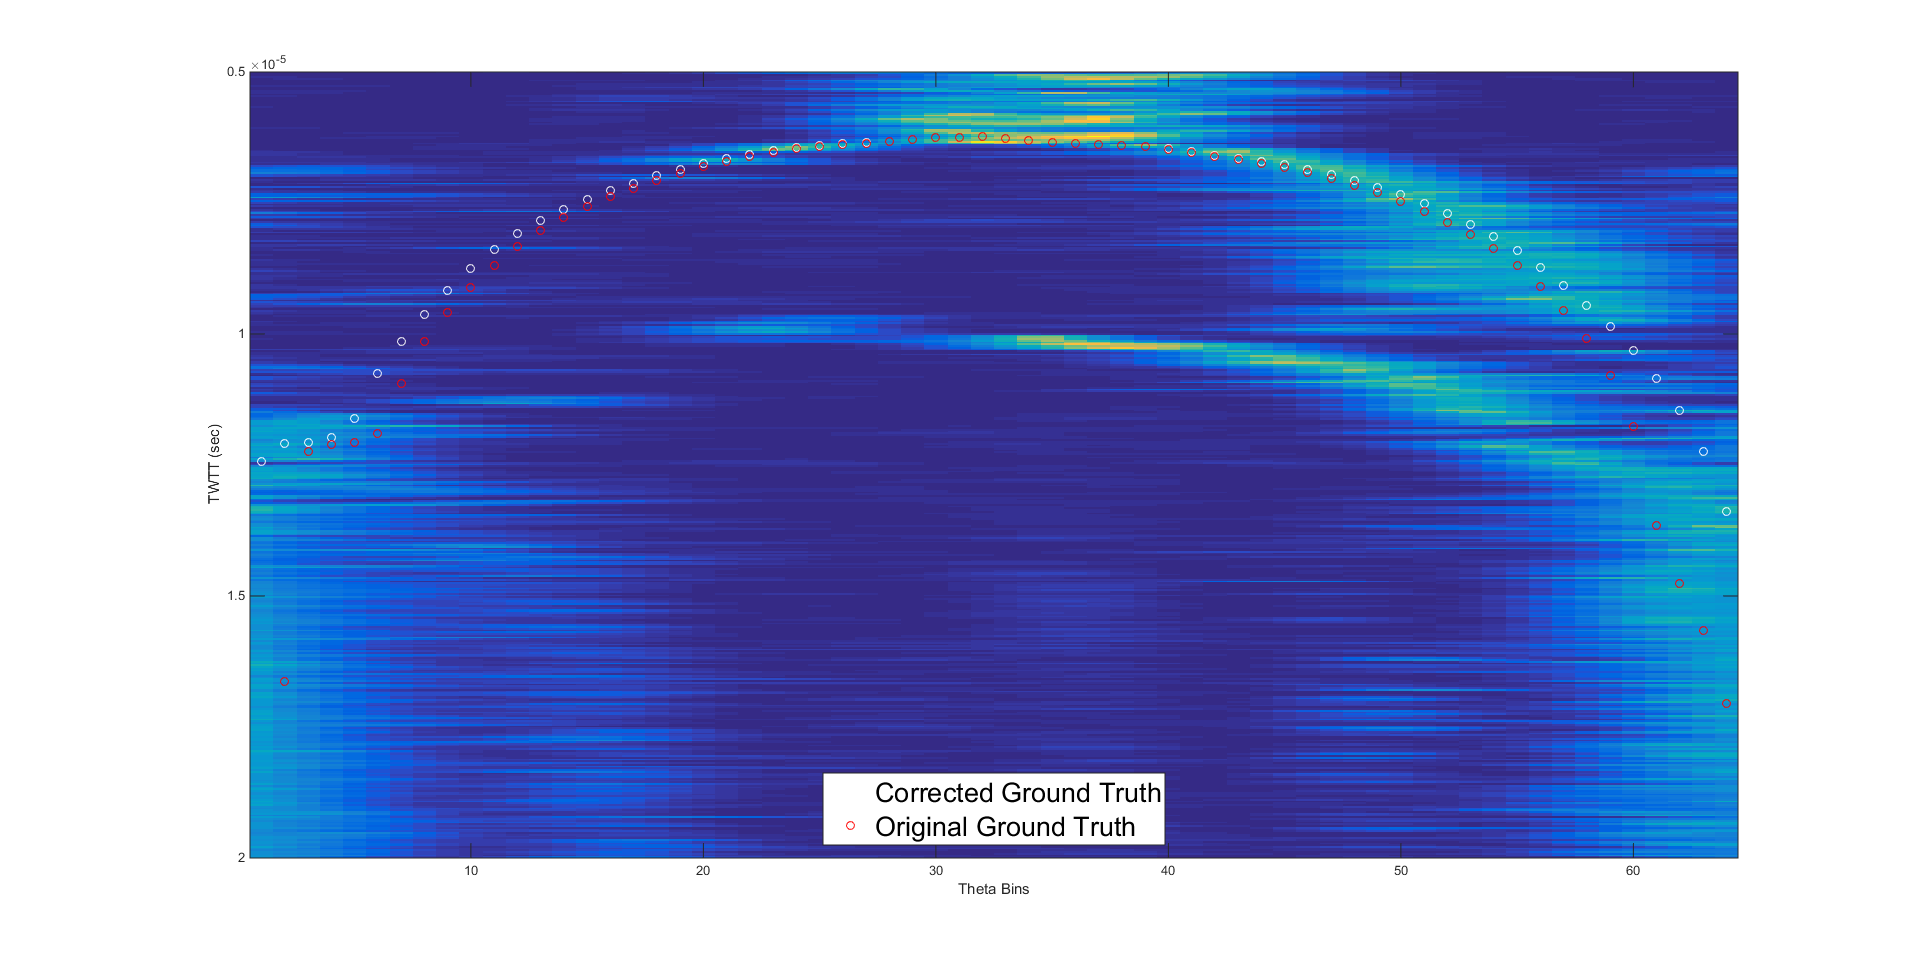 ×10-5
0.5
1
1.5
2
TWTT (sec)
10 20 30 40 50 60
Theta Bins
Corrected Ground Truth
Original Ground Truth